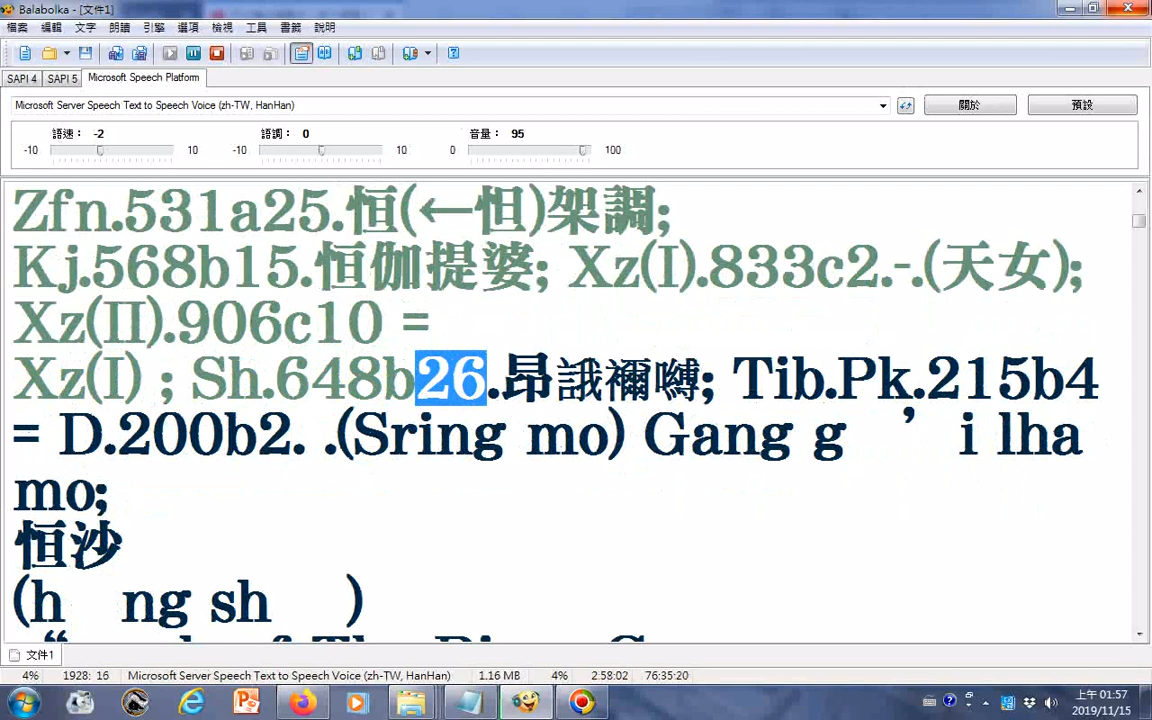 Balabolka - [文件1]
檔案 編輯 文字 朗讀 引擎 選項 檢視 工具 書籤 說明
SAPI 4 SAPI 5 Microsoft Speech Platform
Microsoft Server Speech Text to Speech Voice (zh-TW, HanHan) 關於 預設
語速： -2 語調： 0 音量： 95
-10 10 -10 10 0 100
Zfn.531a25.恒(←怛)架調;
Kj.568b15.恒伽提婆; Xz(I).833c2.-.(天女);
Xz(II).906c10 =
Xz(I) ; Sh.648b26.昂誐禰嚩; Tib.Pk.215b4
= D.200b2. .(Sring mo) Gang g ’ i lha
mo;
恒沙
(h ng sh )
文件1
4% 1928: 16 Microsoft Server Speech Text to Speech Voice (zh-TW, HanHan) 1.16 MB 4% 2:58:02 76:35:20
上午 01:57
2019/11/15